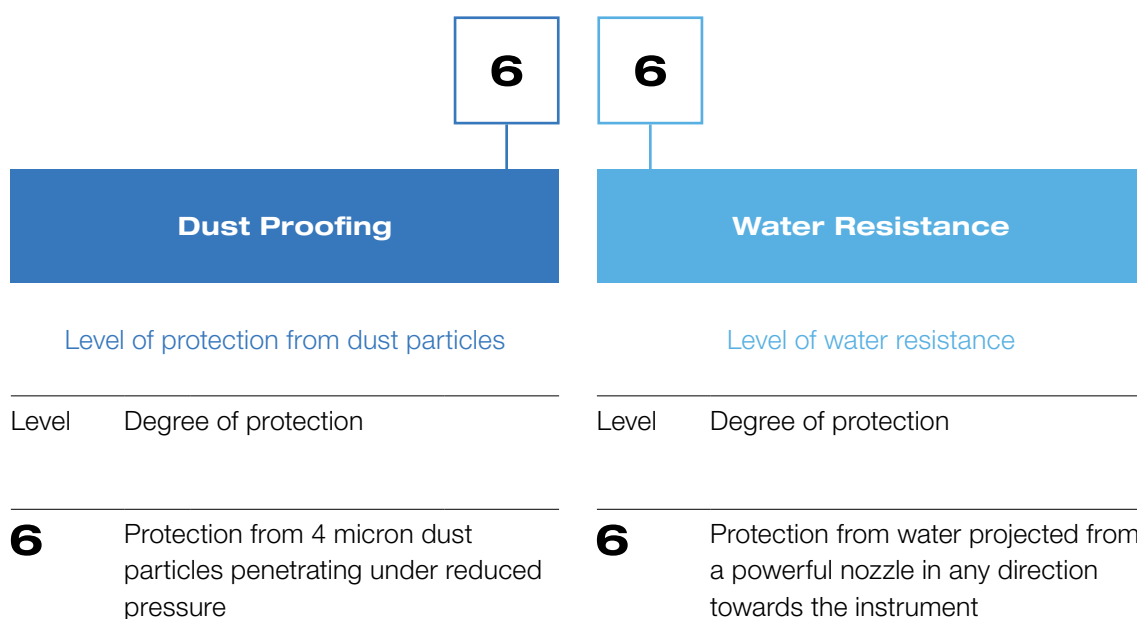 6
6
Dust Proofing
Water Resistance
Level of protection from dust particles
Level of water resistance
Level Degree of protection
Level Degree of protection
6 Protection from 4 micron dust
particles penetrating under reduced
pressure
6 Protection from water projected from
a powerful nozzle in any direction
towards the instrument